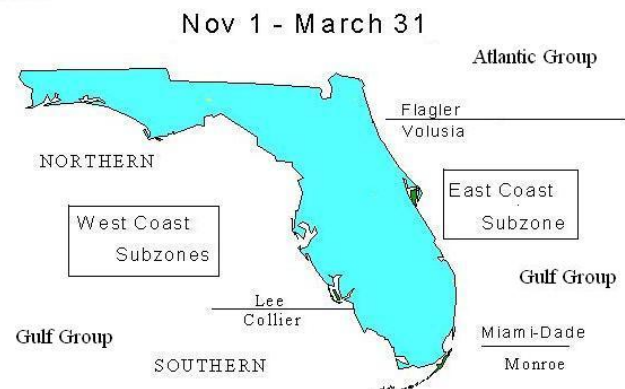 Nov 1 - March 31
Atlantic Group
Flagler
Volusia
NORTHERN
East Coast
Subzone
West Coast
Subzones
Gulf Group
Lee
Collier
Gulf Group
Miami-Dade
Monroe
SOUTHERN